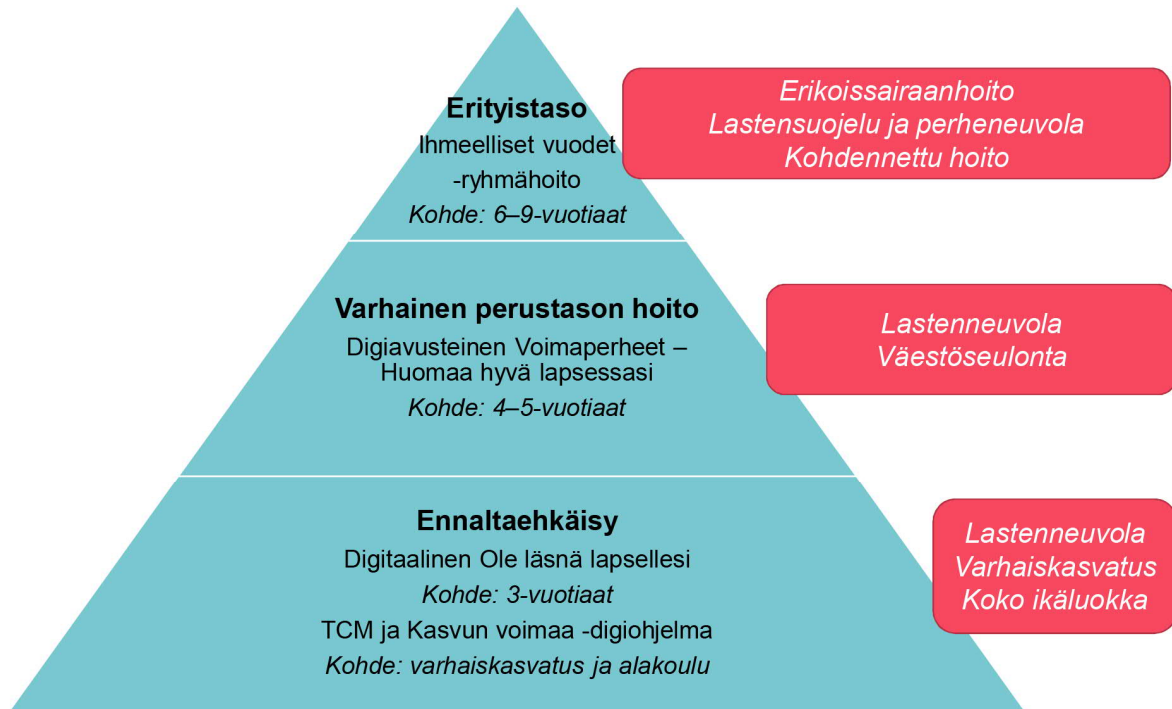 Erityistaso
Ihmeelliset vuodet
-ryhmähoito
Kohde: 6–9-vuotiaat
Erikoissairaanhoito
Lastensuojelu ja perheneuvola
Kohdennettu hoito
Varhainen perustason hoito
Digiavusteinen Voimaperheet –
Huomaa hyvä lapsessasi
Kohde: 4–5-vuotiaat
Lastenneuvola
Väestöseulonta
Ennaltaehkäisy
Digitaalinen Ole läsnä lapsellesi
Kohde: 3-vuotiaat
TCM ja Kasvun voimaa -digiohjelma
Kohde: varhaiskasvatus ja alakoulu
Lastenneuvola
Varhaiskasvatus
Koko ikäluokka